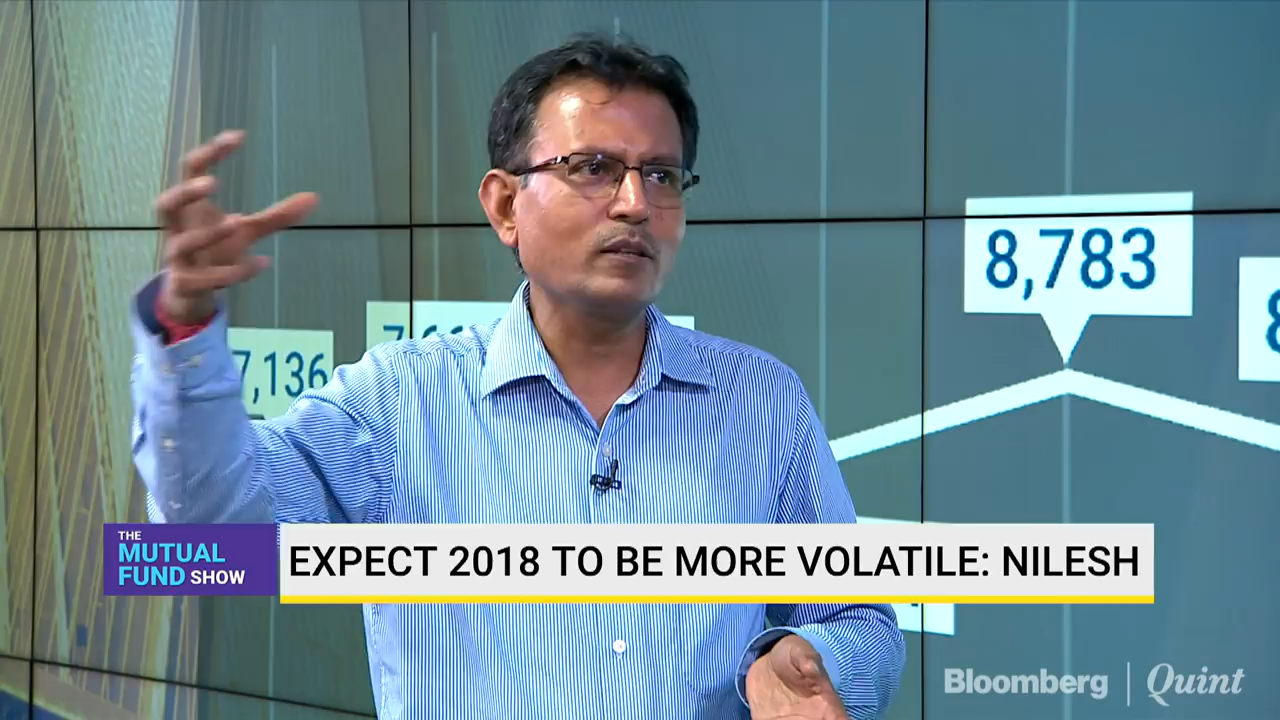 8,783
7,136
THE
MUTUAL
FUND SHOW
EXPECT 2018 TO BE MORE VOLATILE: NILESH
Bloomberg | Quint